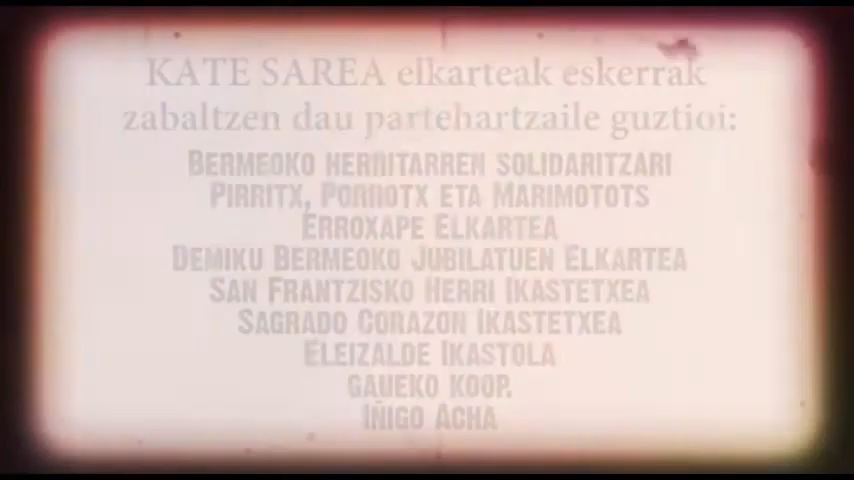 KATE SAREA elkarteak eskerrak
zabaltzen dau partehartzaile guztioi:
BERMEOKO HERRITARREN SOLIDARITZARI
PIRRITX, PORROTX ETA MARIMOTOTS
ERROXAPE ELKARTEA
DEMIKU BERMEOKO JUBILATUEN ELKARTEA
SAN FRANTZISKO HERRI IKASTETXEA
SAGRADO CORAZON IKASTETXEA
ELEIZALDE IKASTOLA
GAUEKO KOOP.
IÑIGO ACHA